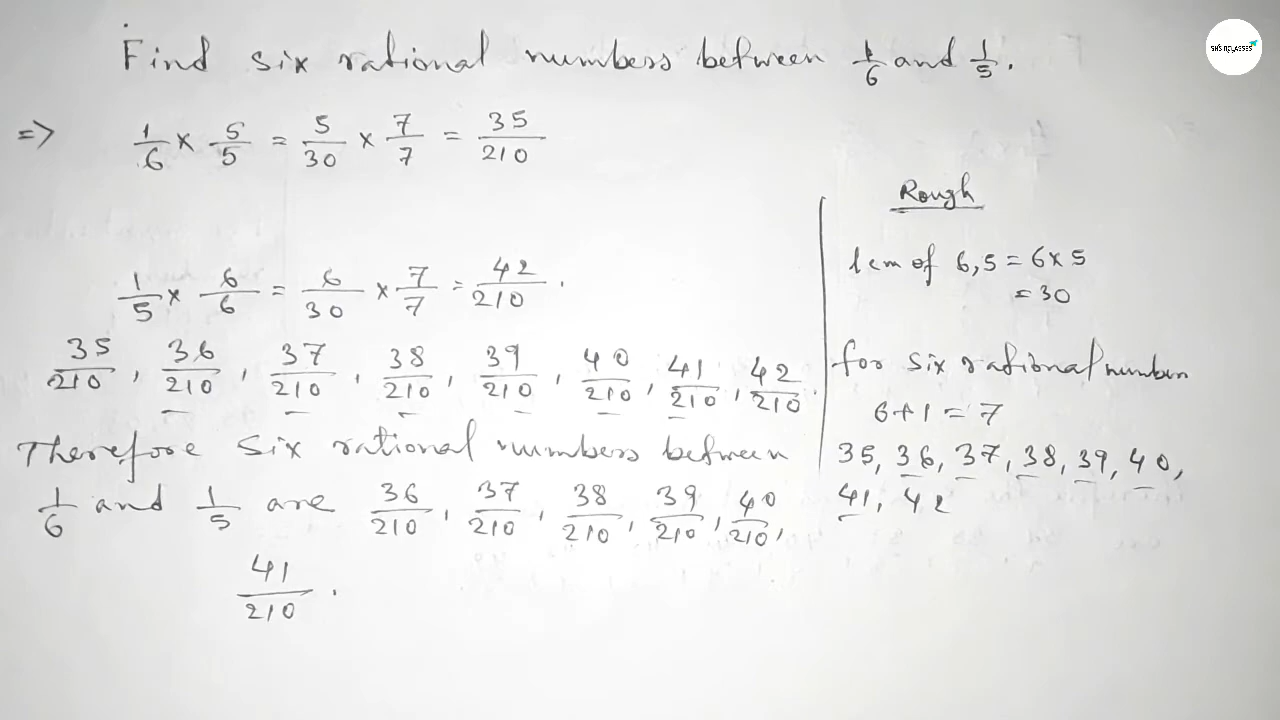 Find six rational numbers between 1/6 and 1/5.
=> 1/6 × 5/5 = 5/30 × 7/7 = 35/210
1/5 × 6/6 = 6/30 × 7/7 = 42/210.
35/210, 36/210, 37/210, 38/210, 39/210, 40/210, 41/210, 42/210.
Therefore six rational numbers between
1/6 and 1/5 are 36/210, 37/210, 38/210, 39/210, 40/210,
41/210.
Rough
lcm of 6,5 = 6×5
= 30
for six rational number
6+1 = 7
35, 36, 37, 38, 39, 40,
41, 42
SK'S CLASSES